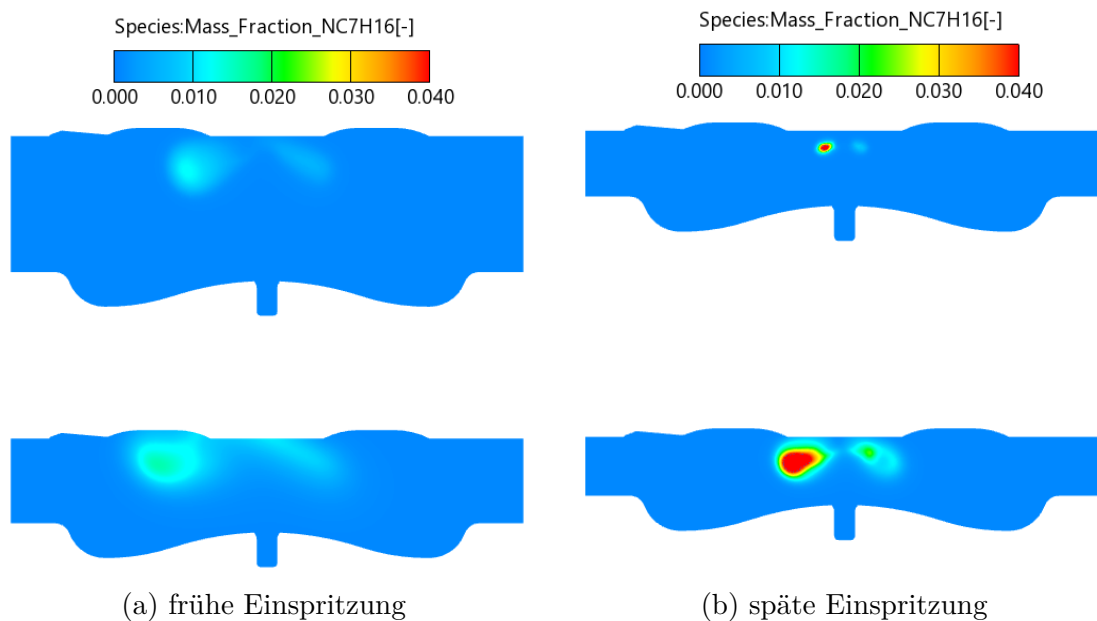 Species:Mass_Fraction_NC7H16[-]
0.000 0.010 0.020 0.030 0.040
Species:Mass_Fraction_NC7H16[-]
0.000 0.010 0.020 0.030 0.040
(a) frühe Einspritzung
(b) späte Einspritzung